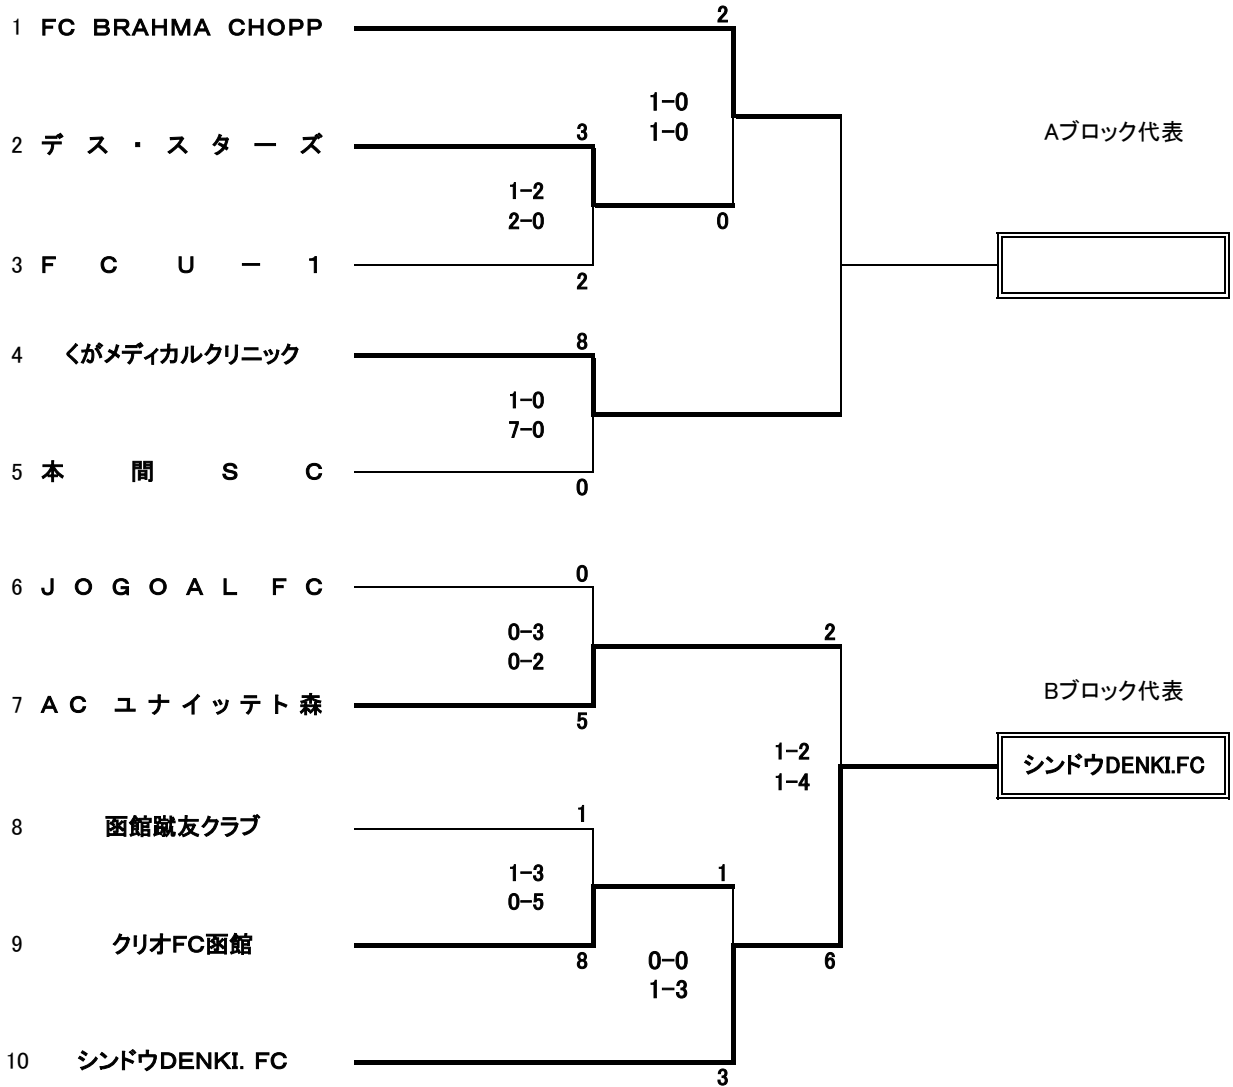 2
1 FC BRAHMA CHOPP
1-0
1-0
Aブロック代表
3
2 デス・スターズ
1-2
2-0
0
3 FC U-1
2
8
4 くがメディカルクリニック
1-0
7-0
5 本間SC
0
0
6 JOGOAL FC
0-3
0-2
2
Bブロック代表
7 AC ユナイッテト森
5
1-2
1-4
シンドウDENKI.FC
1
8 函館蹴友クラブ
1-3
0-5
1
9 クリオFC函館
8
0-0
1-3
6
10 シンドウDENKI. FC
3